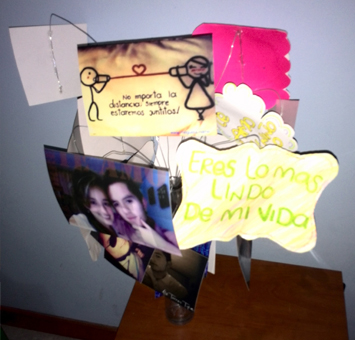 No importa la
distancia, siempre
estaremos juntitos!
ERES LO MAS
LINDO
DE MI VIDA